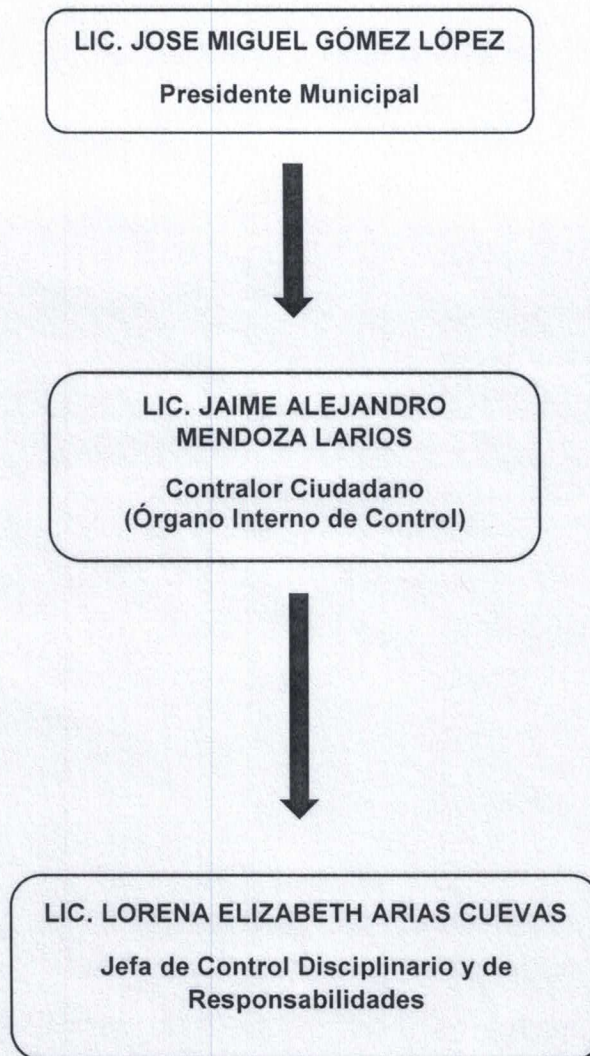 LIC. JOSE MIGUEL GÓMEZ LÓPEZ
Presidente Municipal
LIC. JAIME ALEJANDRO
MENDOZA LARIOS
Contralor Ciudadano
(Órgano Interno de Control)
LIC. LORENA ELIZABETH ARIAS CUEVAS
Jefa de Control Disciplinario y de
Responsabilidades